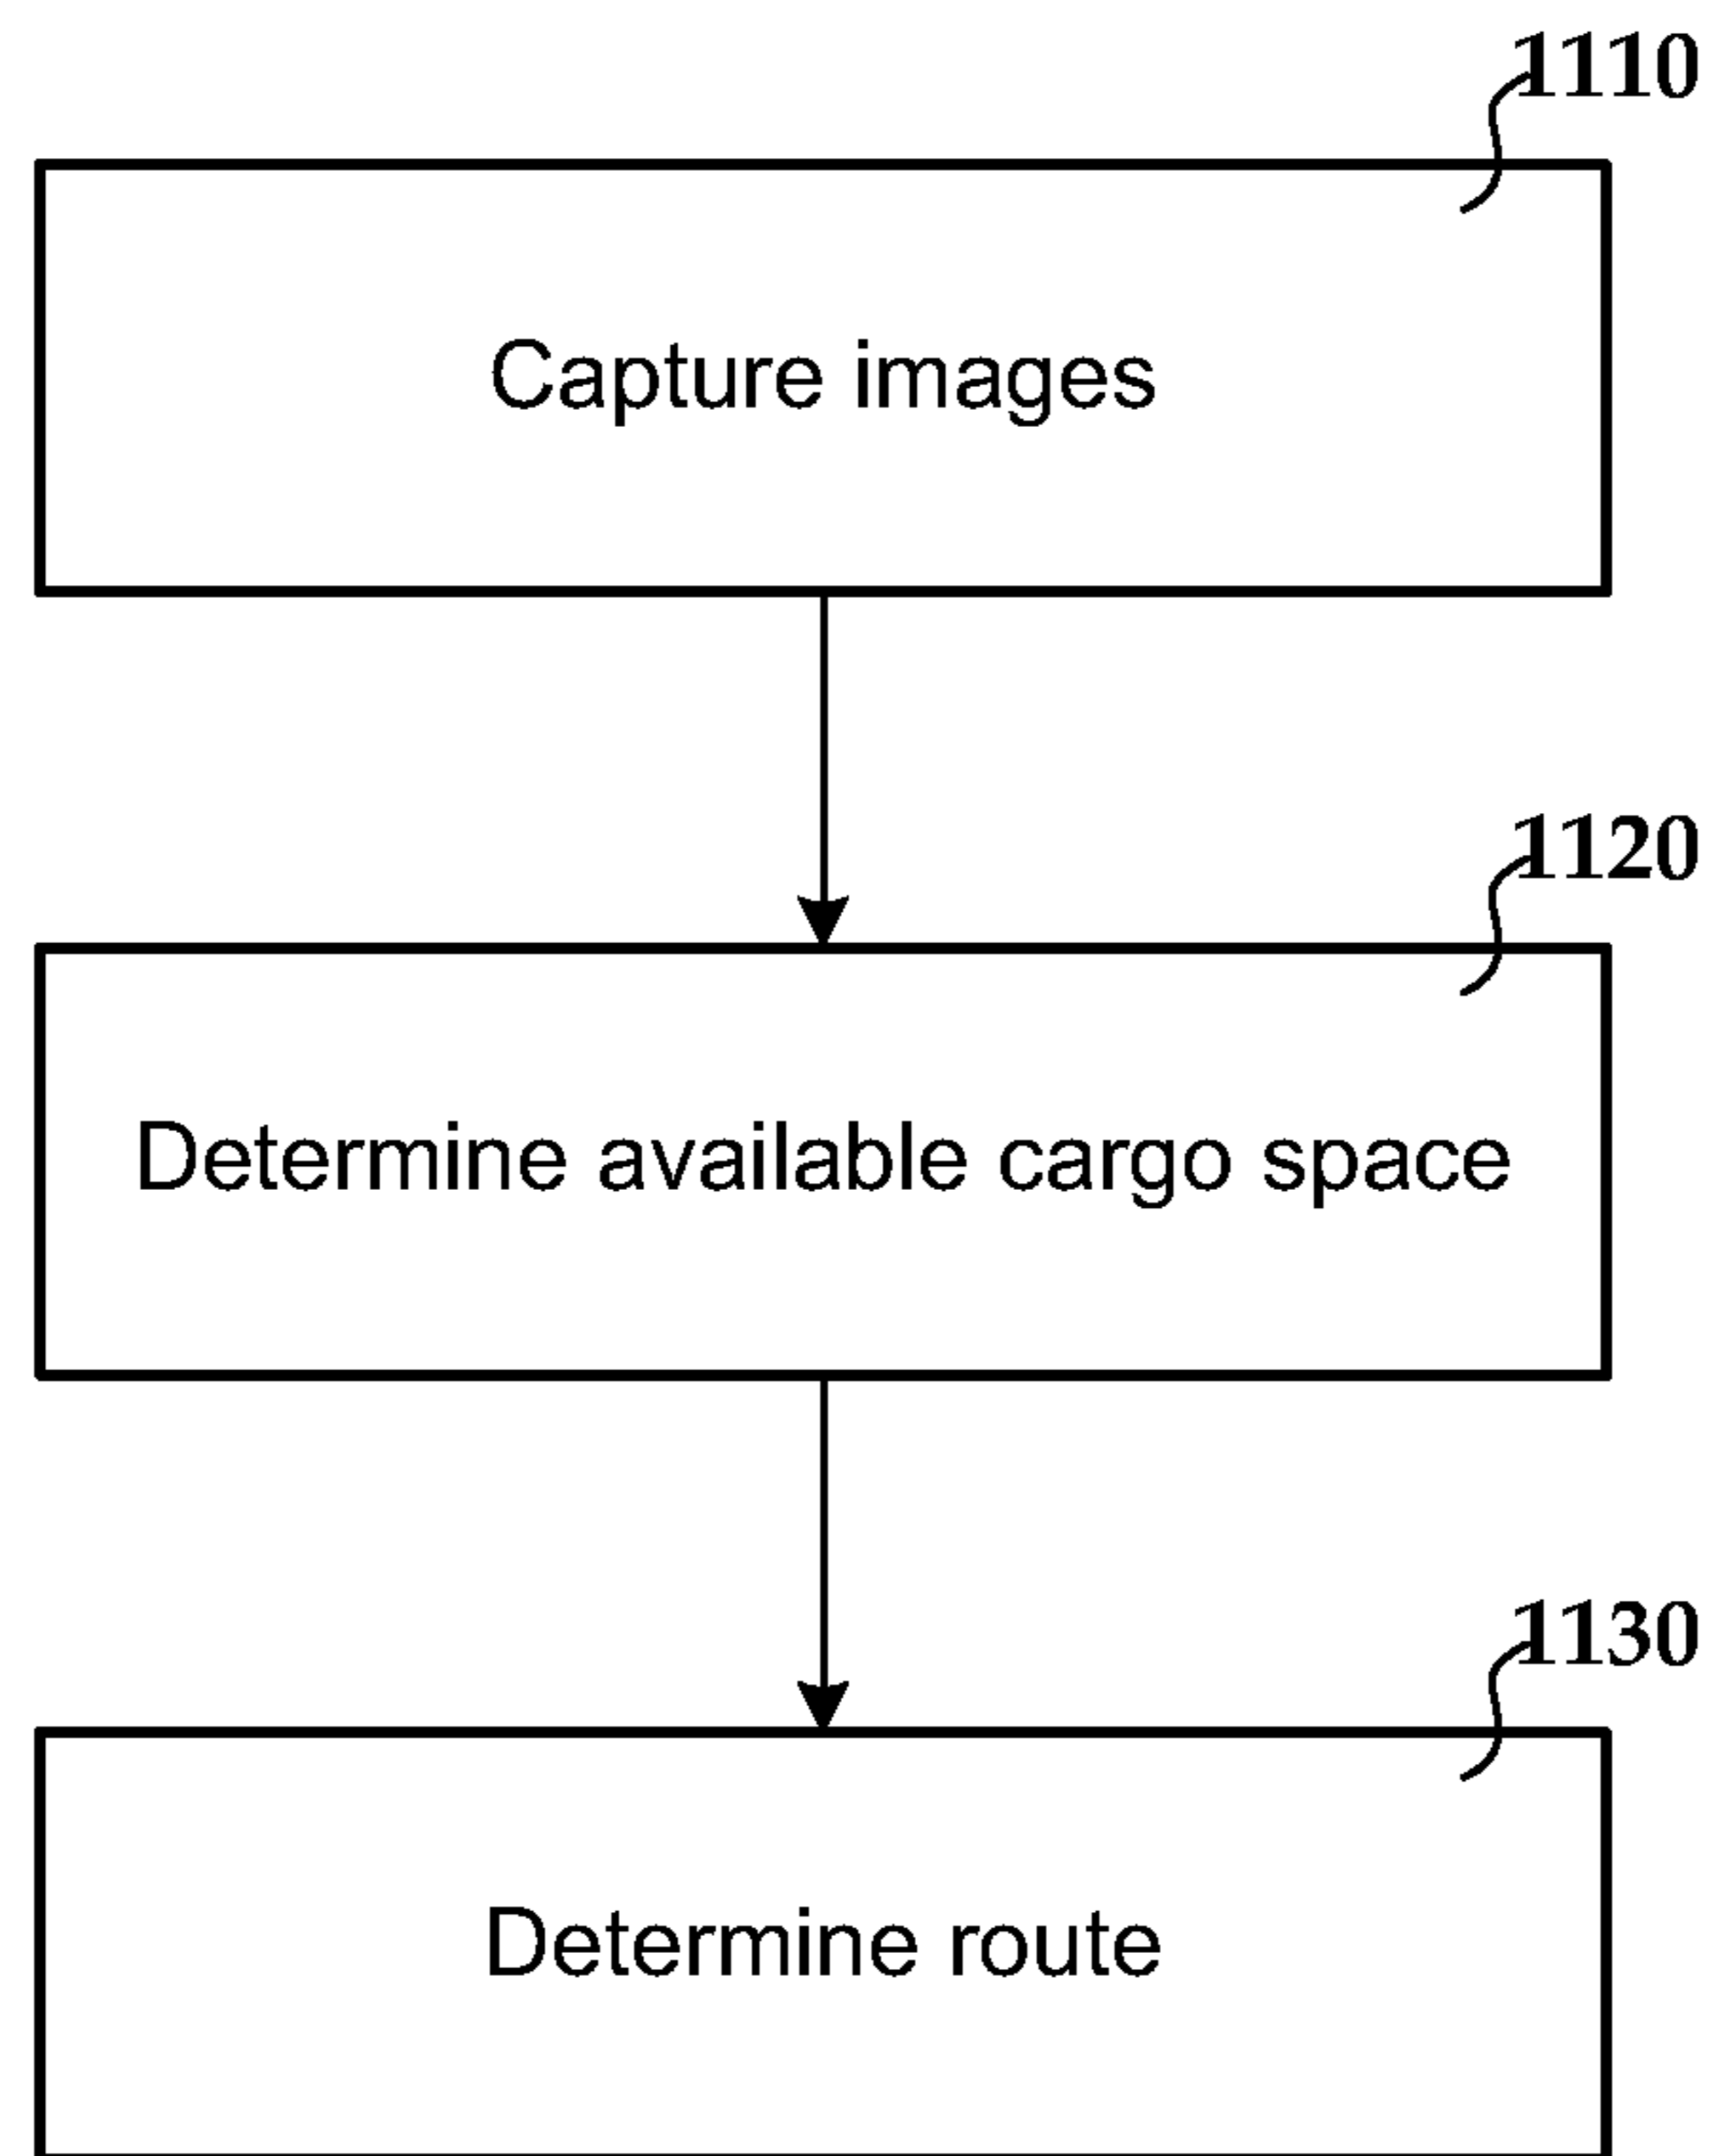 1110
Capture images
1120
Determine available cargo space
1130
Determine route